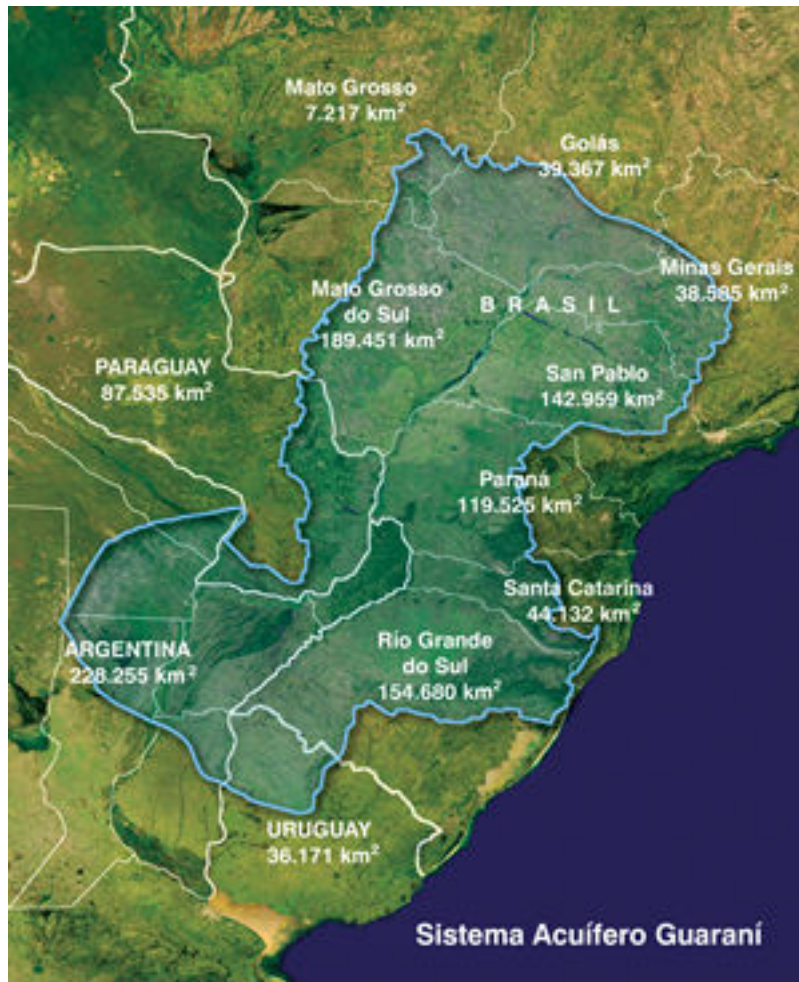 Mato Grosso
7.217 km²
Goiás
39.367 km²
Minas Gerais
38.585 km²
Mato Grosso
do Sul
189.451 km²
B R A S I L
PARAGUAY
87.535 km²
San Pablo
142.959 km²
Paraná
119.525 km²
Santa Catarina
44.132 km²
ARGENTINA
228.255 km²
Río Grande
do Sul
154.680 km²
URUGUAY
36.171 km²
Sistema Acuífero Guaraní